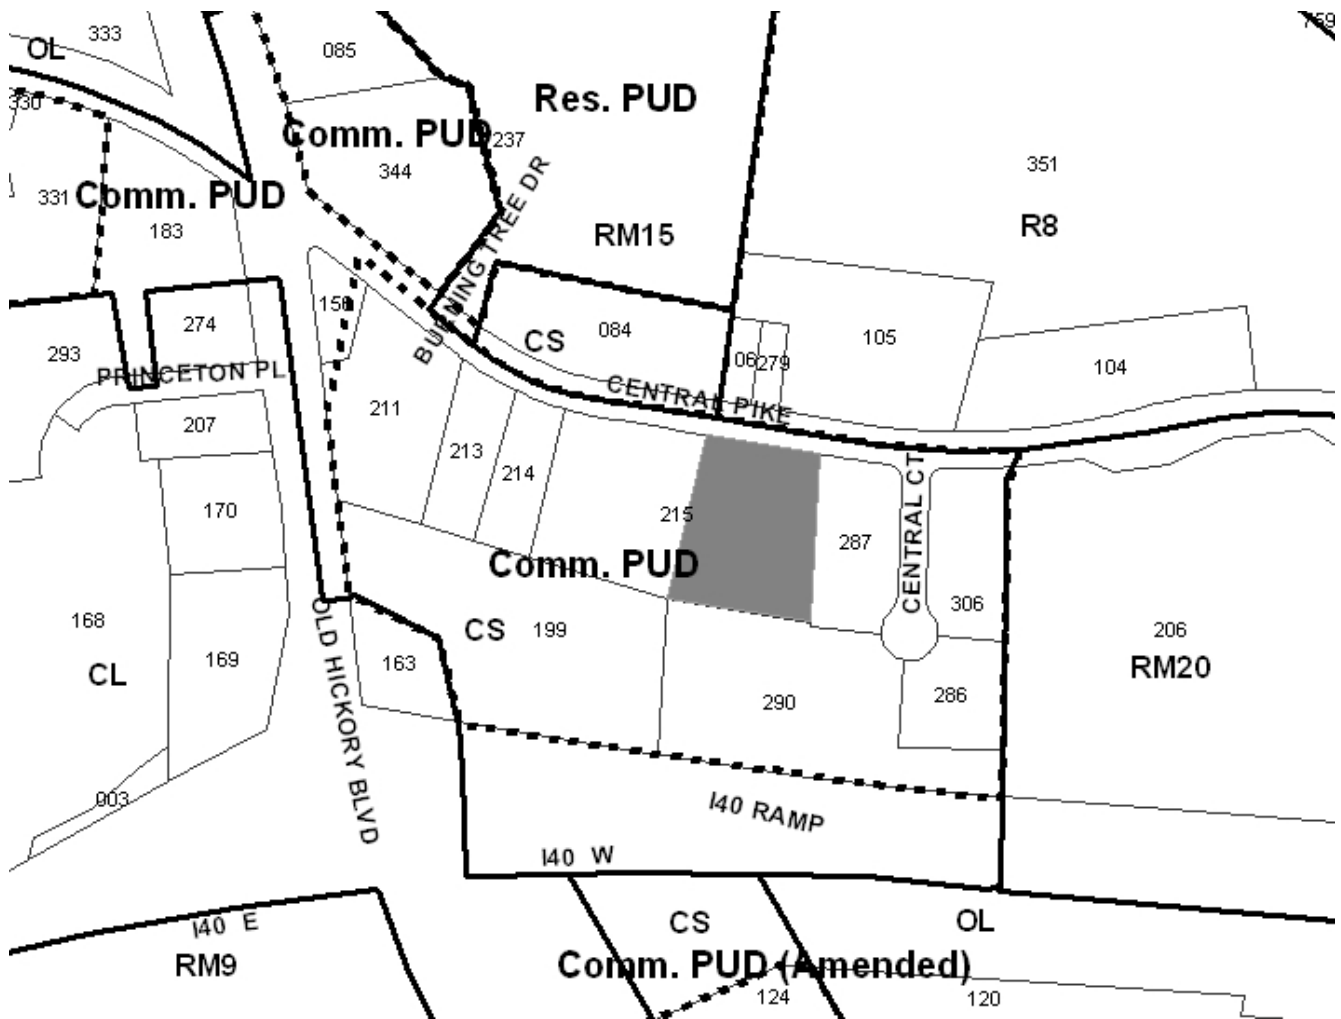 333
759
OL
085
330
Res. PUD
Comm. PUD
237
344
351
331
Comm. PUD
BURNING TREE DR
183
RM15
R8
156
274
084
CS
105
293
06
279
104
PRINCETON PL
CENTRAL PIKE
211
207
213
214
170
215
287
CENTRAL CT
Comm. PUD
306
168
CS
199
206
169
163
RM20
CL
290
286
OLD HICKORY BLVD
003
I40 RAMP
I40 W
I40 E
CS
OL
RM9
Comm. PUD (Amended)
124
120